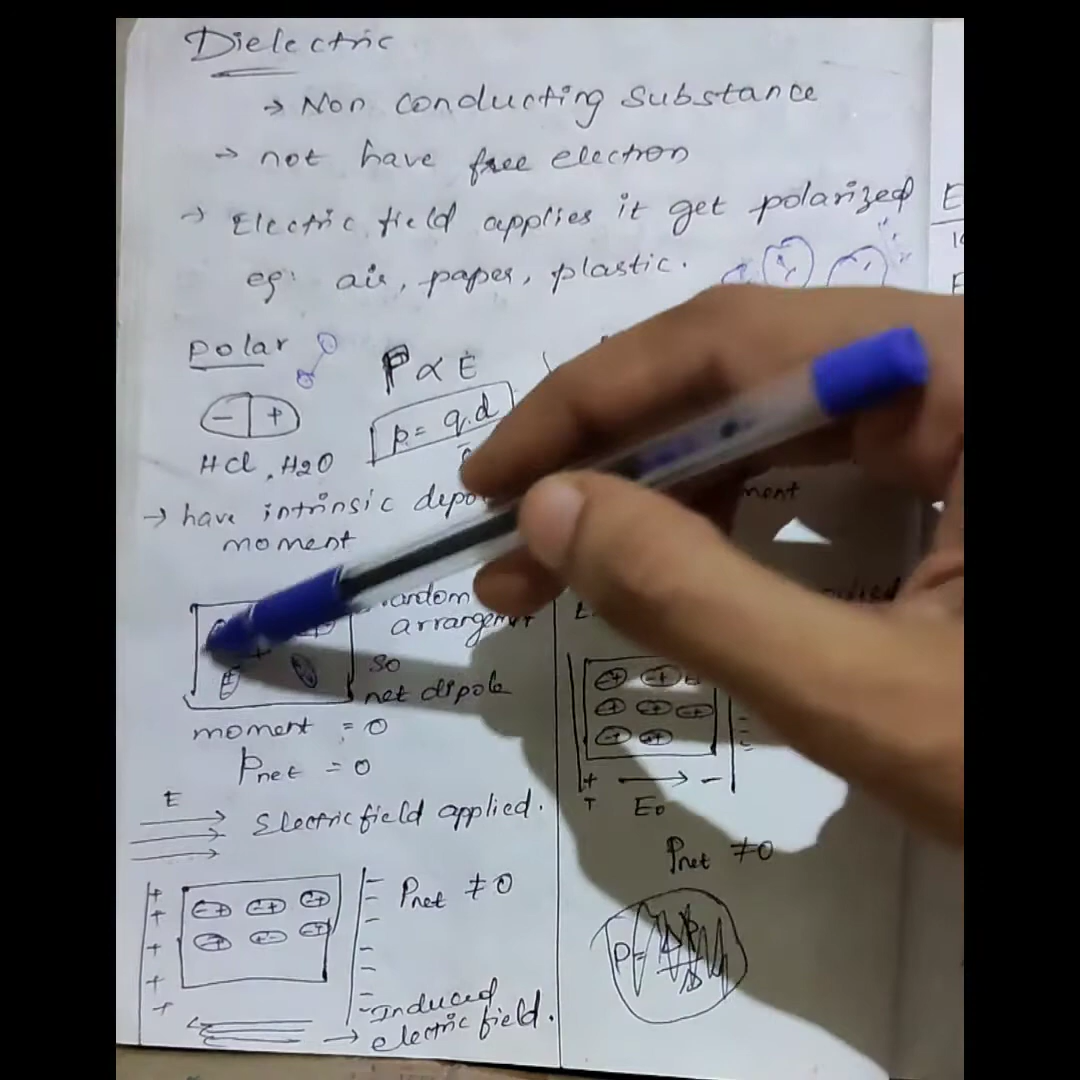 Dielectric
→ Non conducting substance
→ not have free electron
→ Electric field applies it get polarized
eg: air, paper, plastic.
Polar
P ∝ E
- +
p = q.d
HCl, H2O
→ have intrinsic
moment
arrangement
so
net dipole
moment = 0
Pnet = 0
E
→ Electric field applied.
Pnet ≠ 0
Induced
→ electric field.
+ → -
E0
Pnet ≠ 0
P =